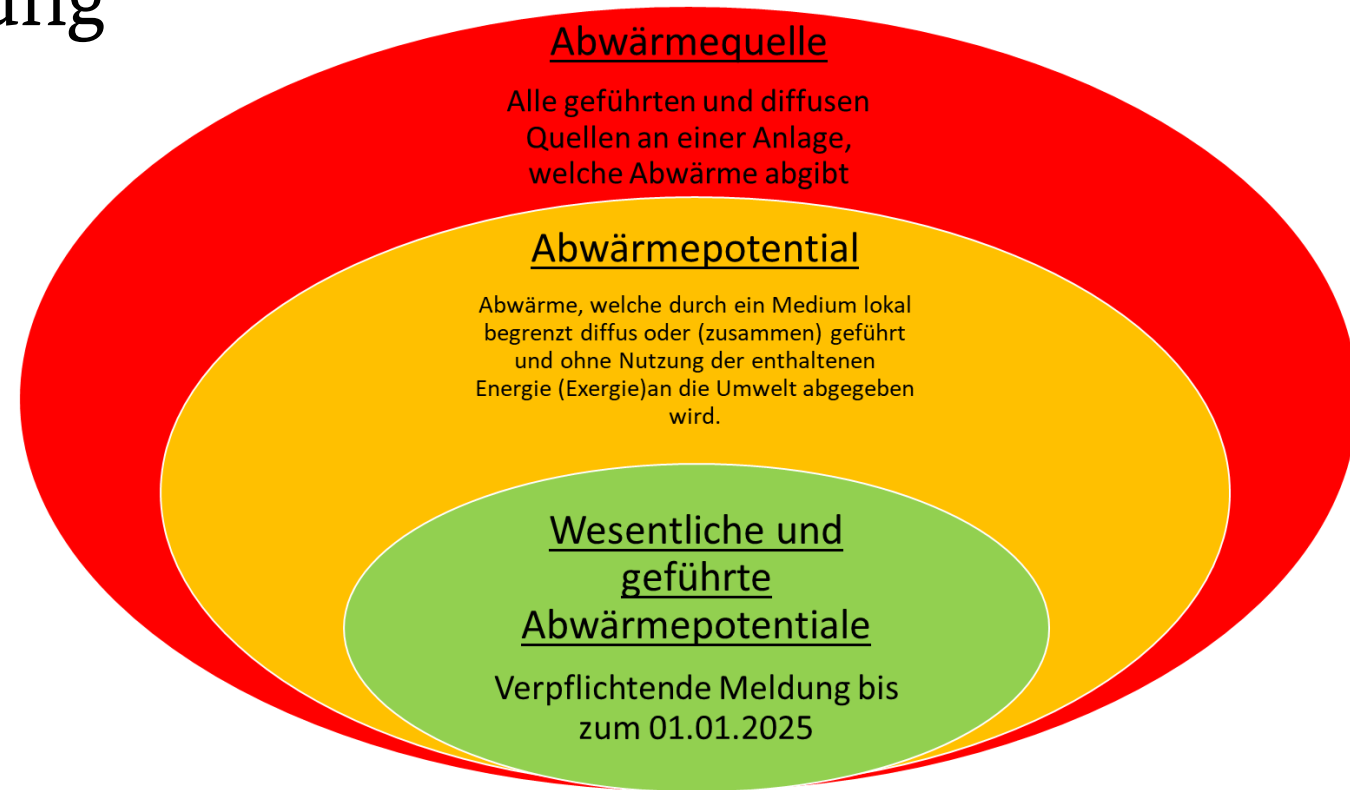 Abwärmequelle
Alle geführten und diffusen
Quellen an einer Anlage,
welche Abwärme abgibt
Abwärmepotential
Abwärme, welche durch ein Medium lokal
begrenzt diffus oder (zusammen) geführt
und ohne Nutzung der enthaltenen
Energie (Exergie)an die Umwelt abgegeben
wird.
Wesentliche und
geführte
Abwärmepotentiale
Verpflichtende Meldung bis
zum 01.01.2025